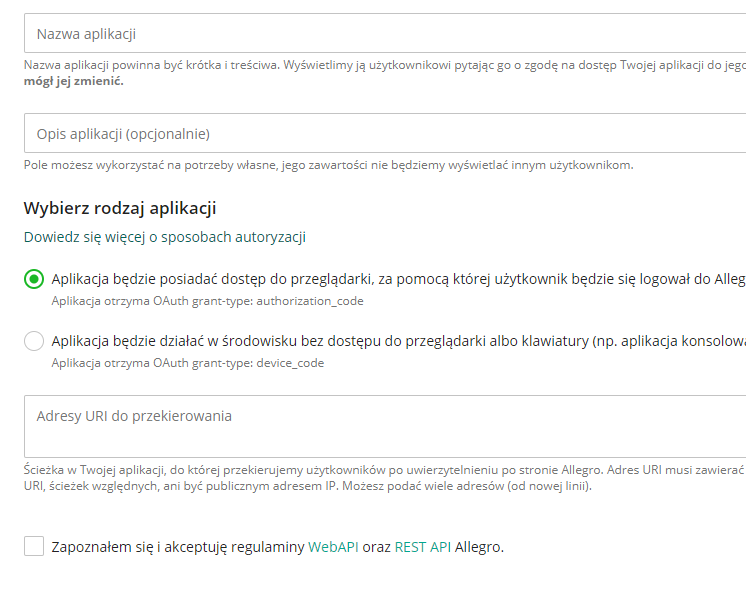 Nazwa aplikacji
Nazwa aplikacji powinna być krótka i treściwa. Wyświetlimy ją użytkownikowi pytając go o zgodę na dostęp Twojej aplikacji do jego
mógł jej zmienić.
Opis aplikacji (opcjonalnie)
Pole możesz wykorzystać na potrzeby własne, jego zawartości nie będziemy wyświetlać innym użytkownikom.
Wybierz rodzaj aplikacji
Dowiedz się więcej o sposobach autoryzacji
Aplikacja będzie posiadać dostęp do przeglądarki, za pomocą której użytkownik będzie się logował do Alleg
Aplikacja otrzyma OAuth grant-type: authorization_code
Aplikacja będzie działać w środowisku bez dostępu do przeglądarki albo klawiatury (np. aplikacja konsolowa
Aplikacja otrzyma OAuth grant-type: device_code
Adresy URI do przekierowania
Ścieżka w Twojej aplikacji, do której przekierujemy użytkowników po uwierzytelnieniu po stronie Allegro. Adres URI musi zawierać
URI, ścieżek względnych, ani być publicznym adresem IP. Możesz podać wiele adresów (od nowej linii).
Zapoznałem się i akceptuję regulaminy WebAPI oraz REST API Allegro.